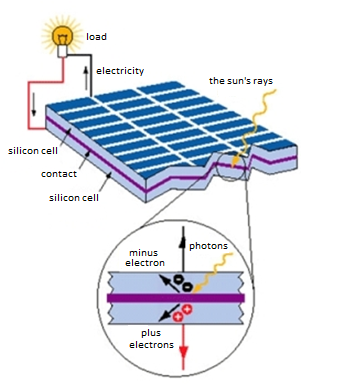 load
electricity
the sun's rays
silicon cell
contact
silicon cell
photons
minus
electron
plus
electrons